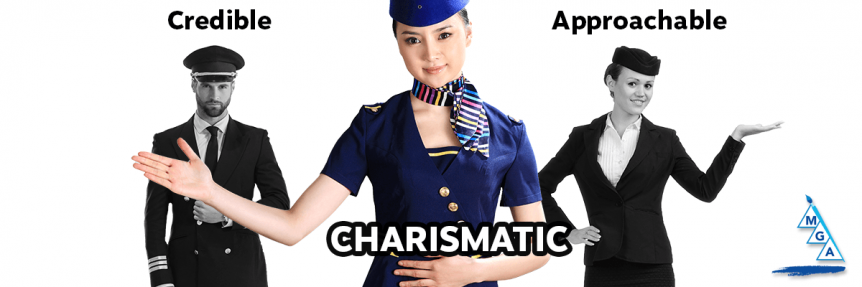 Credible
Approachable
CHARISMATIC
M
G
A